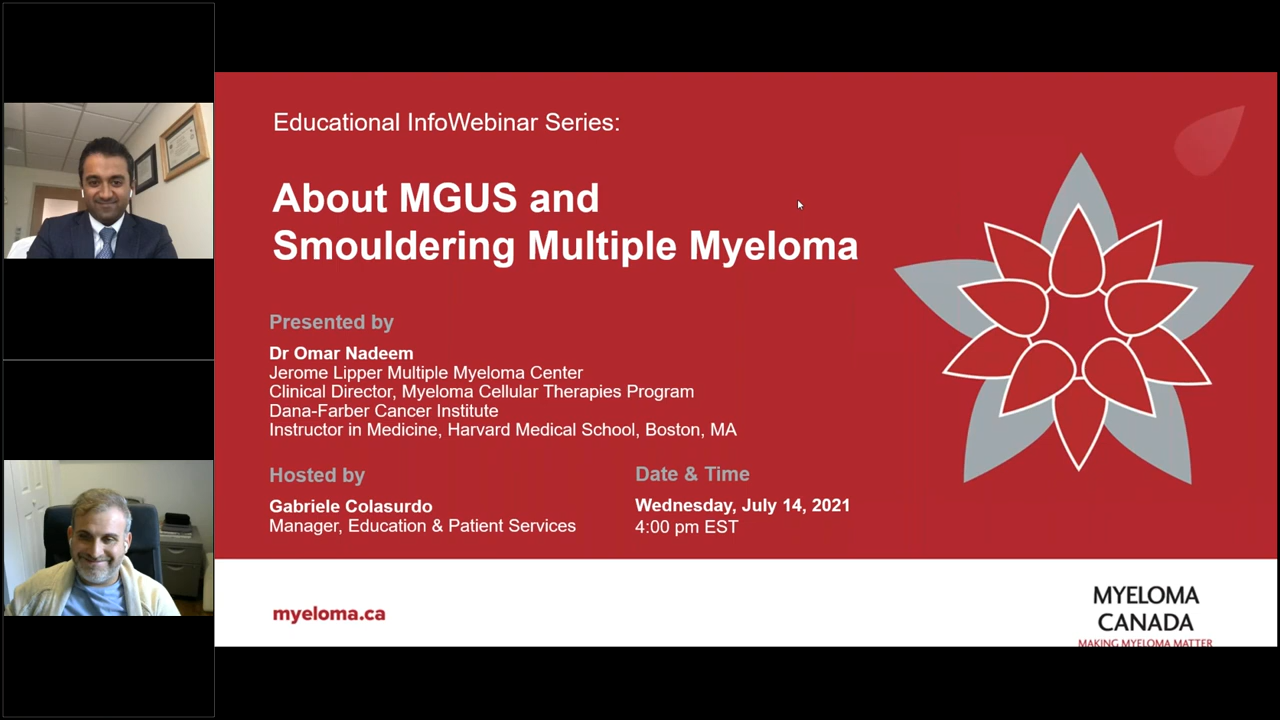 Educational InfoWebinar Series:
About MGUS and
Smouldering Multiple Myeloma
Presented by
Dr Omar Nadeem
Jerome Lipper Multiple Myeloma Center
Clinical Director, Myeloma Cellular Therapies Program
Dana-Farber Cancer Institute
Instructor in Medicine, Harvard Medical School, Boston, MA
Hosted by
Gabriele Colasurdo
Manager, Education & Patient Services
Date & Time
Wednesday, July 14, 2021
4:00 pm EST
myeloma.ca
MYELOMA
CANADA
MAKING MYELOMA MATTER